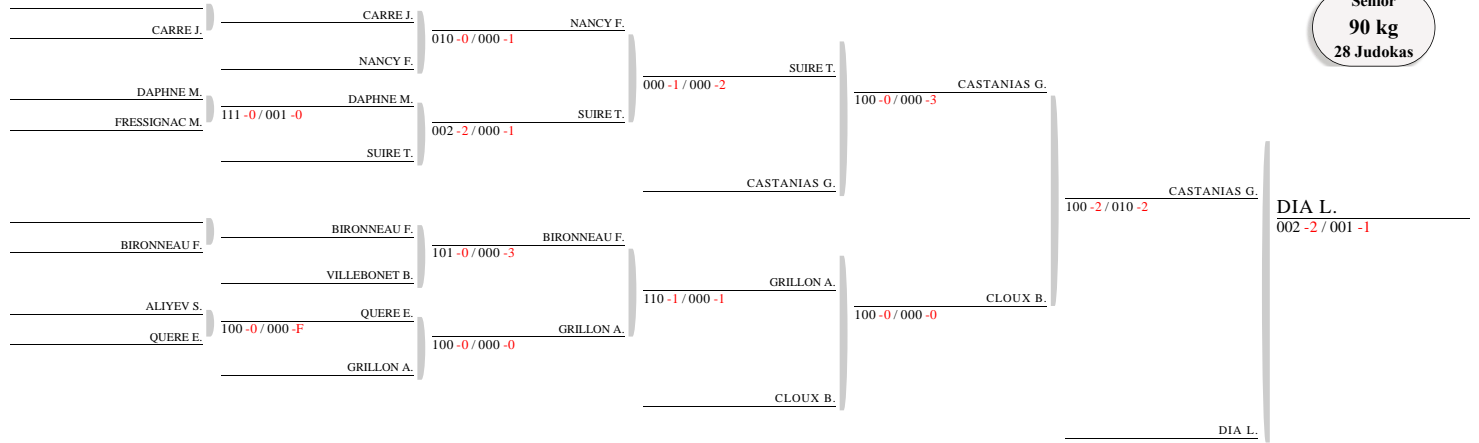 Senior
90 kg
28 Judokas
CARRE J.
CARRE J.
NANCY F.
010 -0 / 000 -1
NANCY F.
SUIRE T.
000 -1 / 000 -2
CASTANIAS G.
100 -0 / 000 -3
DAPHNE M.
DAPHNE M.
111 -0 / 001 -0
SUIRE T.
002 -2 / 000 -1
FRESSIGNAC M.
SUIRE T.
CASTANIAS G.
CASTANIAS G.
100 -2 / 010 -2
DIA L.
002 -2 / 001 -1
BIRONNEAU F.
BIRONNEAU F.
BIRONNEAU F.
101 -0 / 000 -3
VILLEBONET B.
GRILLON A.
110 -1 / 000 -1
CLOUX B.
100 -0 / 000 -0
ALIYEV S.
QUERE E.
100 -0 / 000 -F
GRILLON A.
100 -0 / 000 -0
QUERE E.
GRILLON A.
CLOUX B.
DIA L.